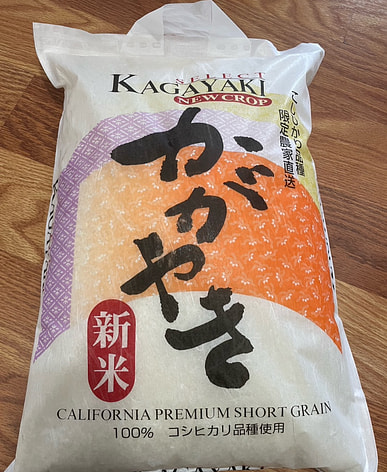 SELECT
KAGAYAKI
NEW CROP
こしひかり品種
限定農家直送
かがやき
新米
CALIFORNIA PREMIUM SHORT GRAIN
100% コシヒカリ品種使用